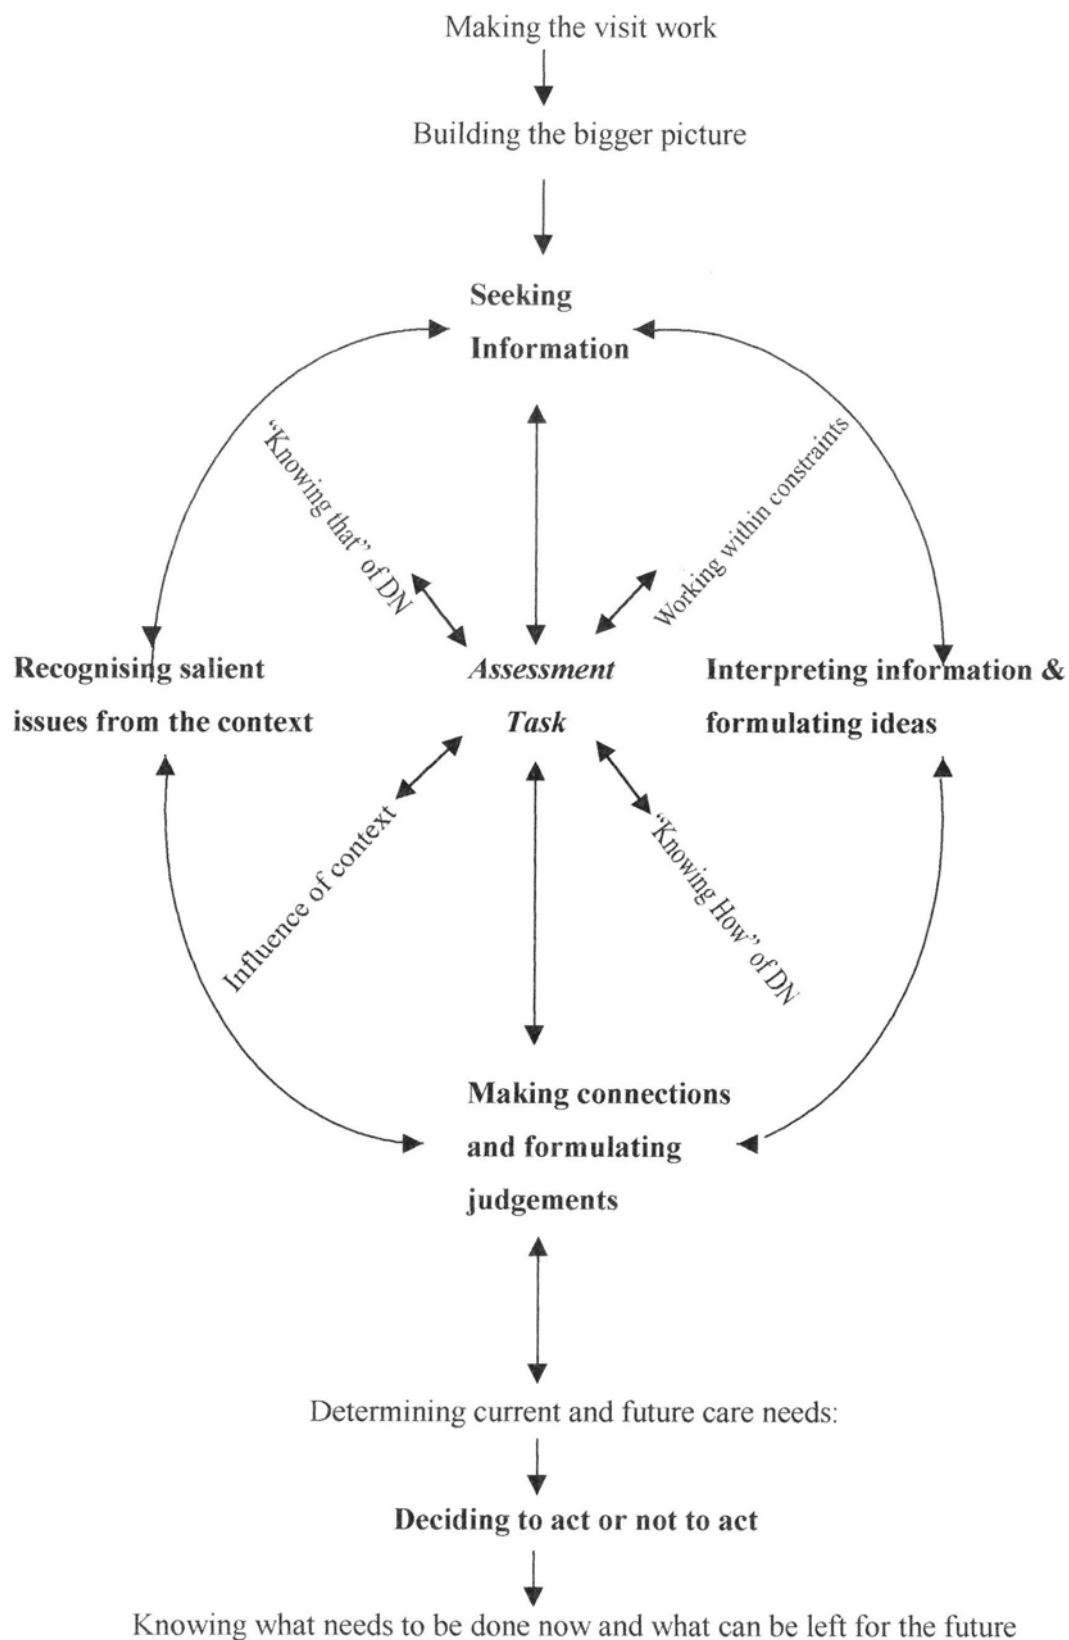 Making the visit work
Building the bigger picture
Seeking
Information
“Knowing that” of DN
Working within constraints
Recognising salient
issues from the context
Assessment
Task
Interpreting information &
formulating ideas
Influence of context
“Knowing How” of DN
Making connections
and formulating
judgements
Determining current and future care needs:
Deciding to act or not to act
Knowing what needs to be done now and what can be left for the future